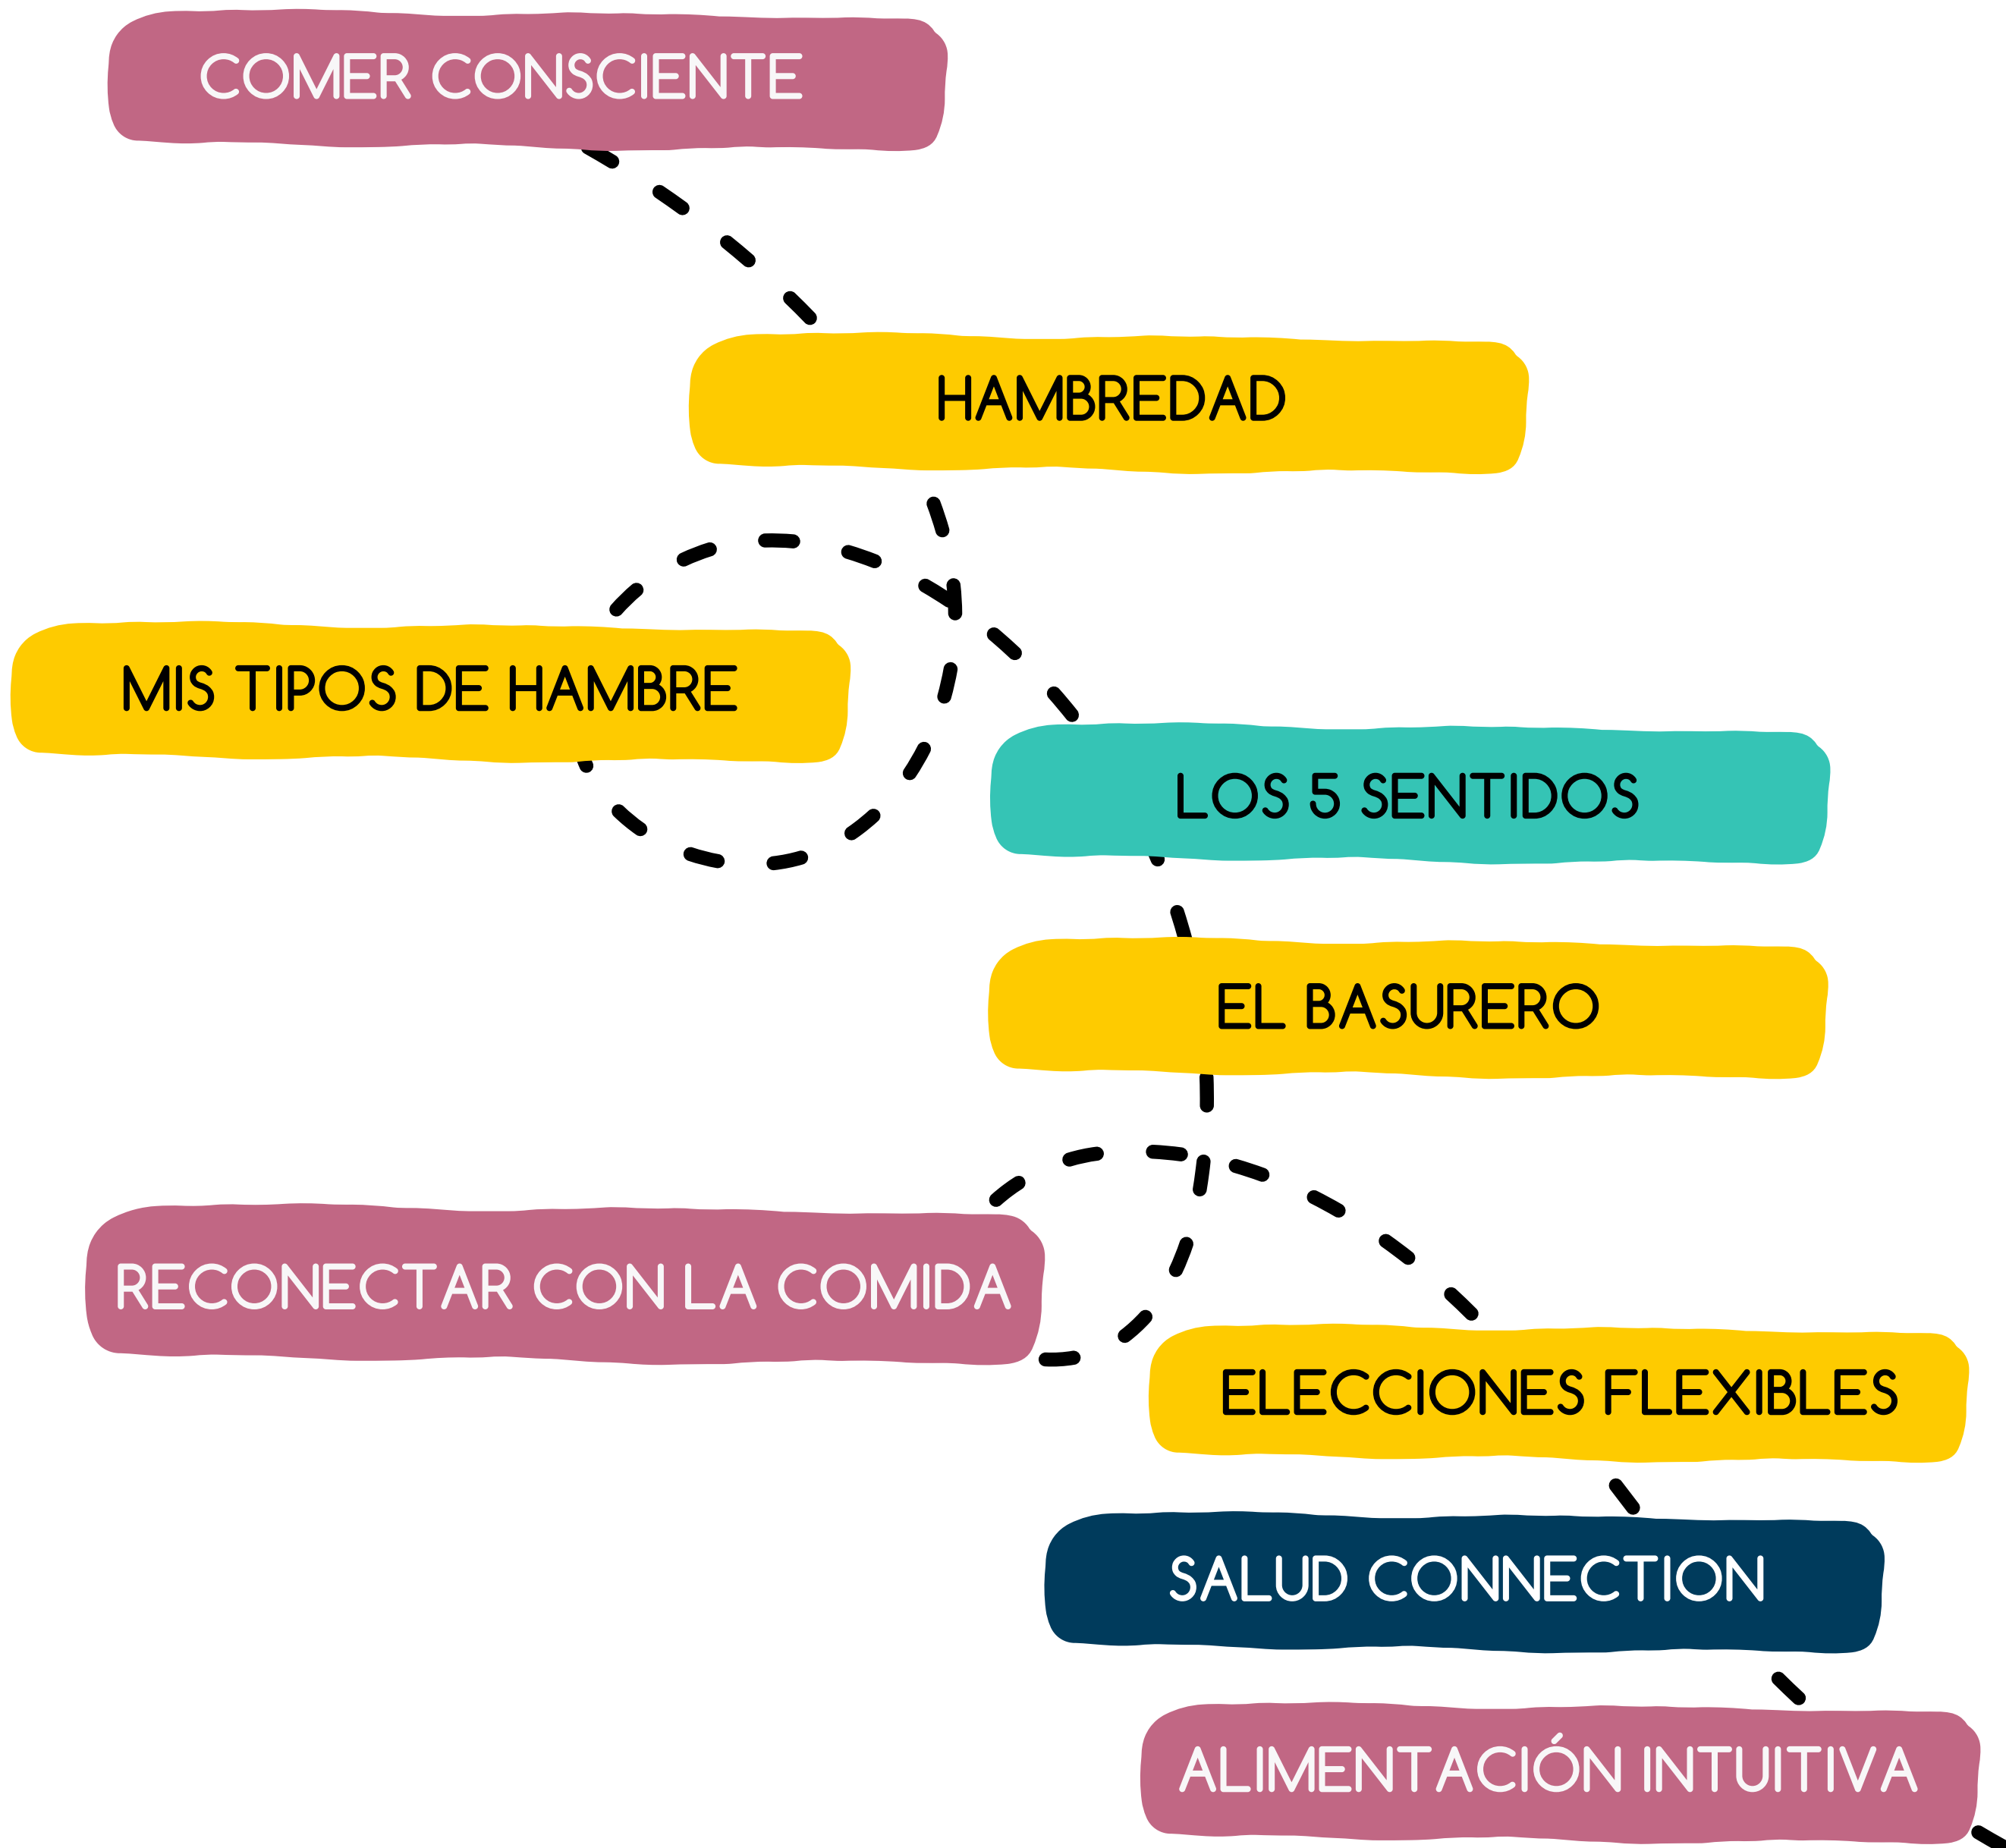 COMER CONSCIENTE
HAMBREDAD
MIS TIPOS DE HAMBRE
LOS 5 SENTIDOS
EL BASURERO
RECONECTAR CON LA COMIDA
ELECCIONES FLEXIBLES
SALUD CONNECTION
ALIMENTACIÓN INTUITIVA